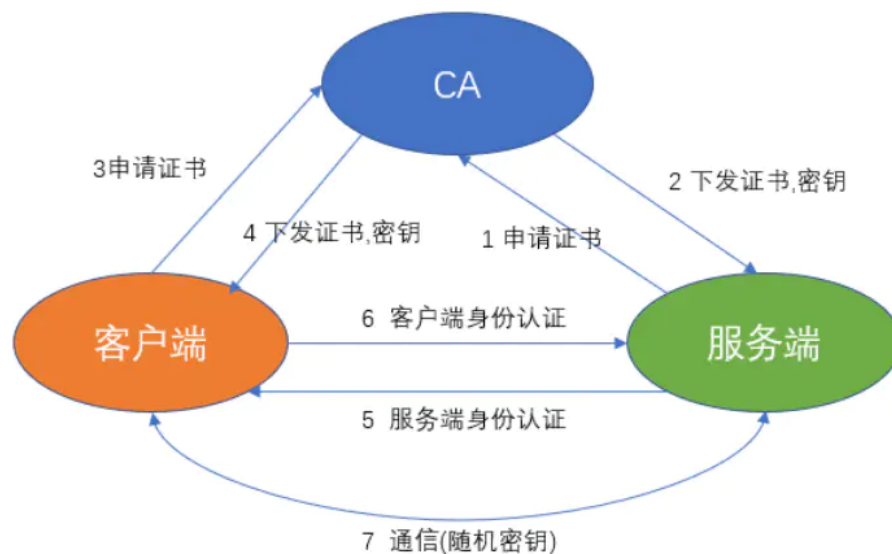 CA
3申请证书
2 下发证书,密钥
4 下发证书,密钥
1 申请证书
6 客户端身份认证
客户端
服务端
5 服务端身份认证
7 通信(随机密钥)